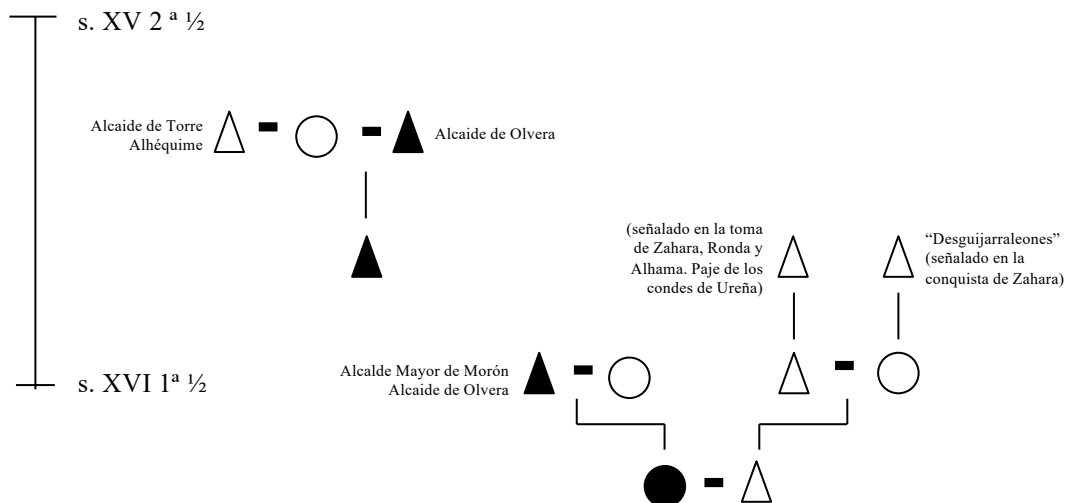 s. XV 2 ª ½
Alcaide de Torre
Alhéquime
Alcaide de Olvera
(señalado en la toma
de Zahara, Ronda y
Alhama. Paje de los
condes de Ureña)
“Desguijarraleones”
(señalado en la
conquista de Zahara)
s. XVI 1ª ½
Alcalde Mayor de Morón
Alcaide de Olvera